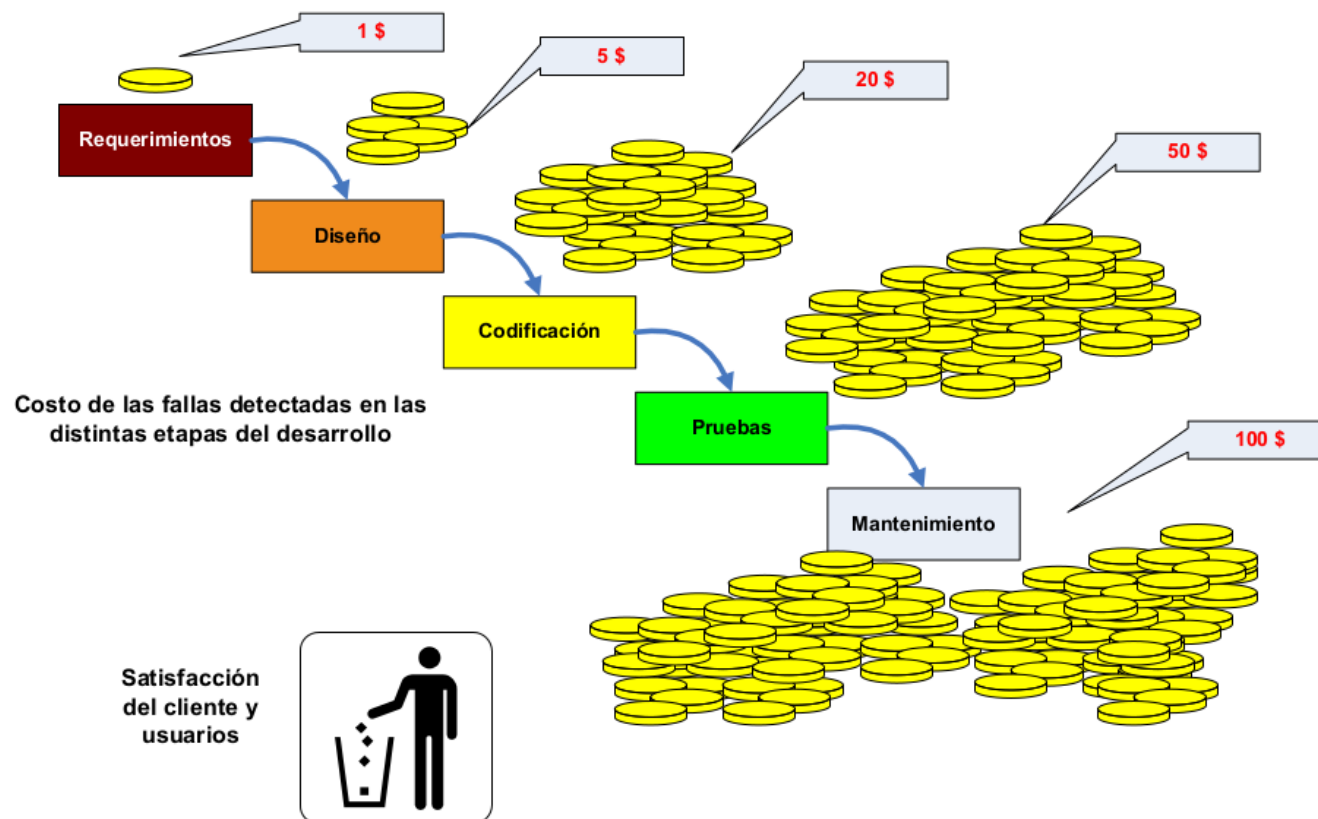 1 $
5 $
20 $
50 $
100 $
Requerimientos
Diseño
Codificación
Pruebas
Mantenimiento
Costo de las fallas detectadas en las
distintas etapas del desarrollo
Satisfacción
del cliente y
usuarios